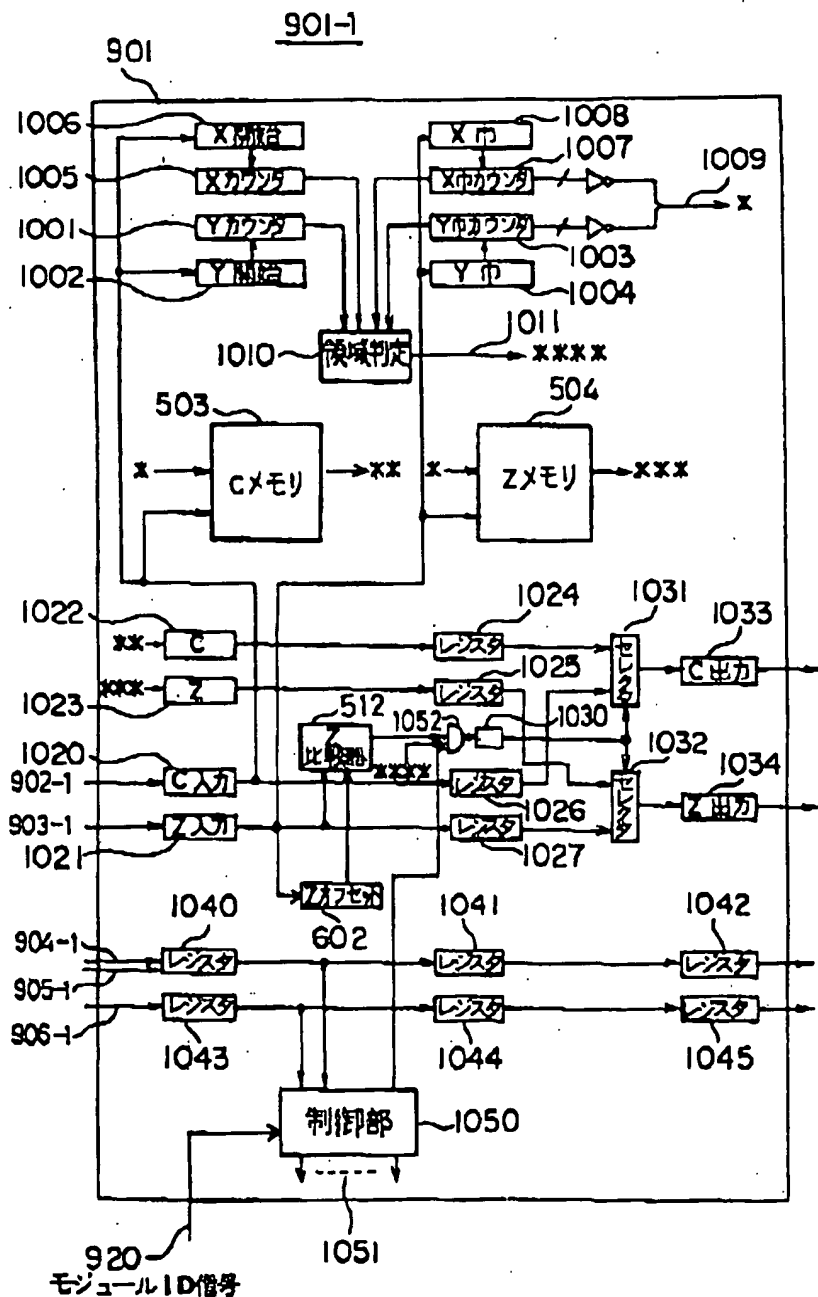 901-1
901
1006 X開始
1008 X巾
1005 Xカウンタ
1007 X巾カウンタ
1009 *
1001 Yカウンタ
Y巾カウンタ 1003
1002 Y開始
Y巾 1004
1010 領域判定 1011 ****
503
504
* Cメモリ **
* Zメモリ ***
1022 ** C
1024 レジスタ
1031 セレクタ
1033 C出力
1023 *** Z
1025 レジスタ
512 Z比較器
1052
1030
****
1032 セレクタ
1034 Z出力
1020
902-1 C入力
レジスタ 1026
903-1 Z入力
1021
レジスタ 1027
Zオフセット
602
1040
1041
1042
904-1 レジスタ レジスタ レジスタ
905-1
906-1 レジスタ レジスタ レジスタ
1043
1044
1045
制御部 1050
1051
920
モジュールID信号